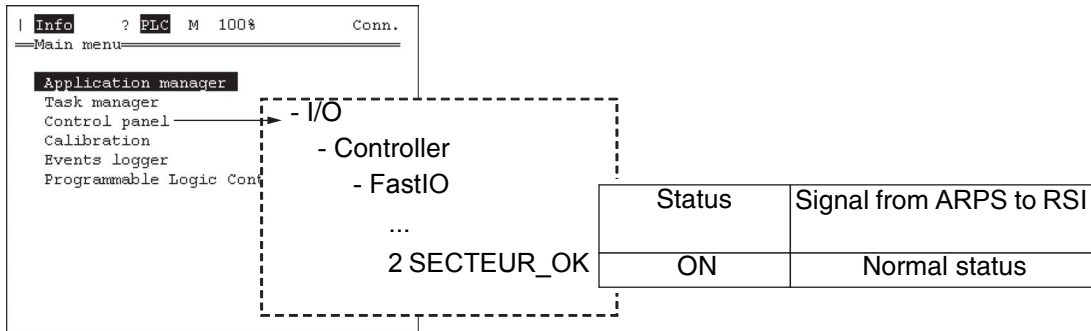 | Info ? PLC M 100% Conn.
Main menu
Application manager
Task manager
Control panel
Calibration
Events logger
Programmable Logic Cont
- I/O
- Controller
- FastIO
...
2 SECTEUR_OK
Status Signal from ARPS to RSI
ON Normal status